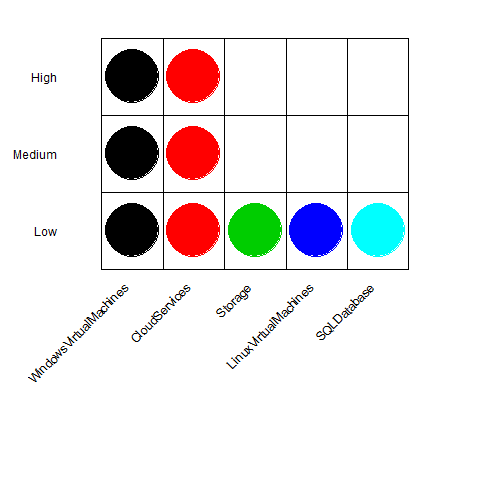 High
Medium
Low
WindowsVirtualMachines
CloudServices
Storage
LinuxVirtualMachines
SQLDatabase